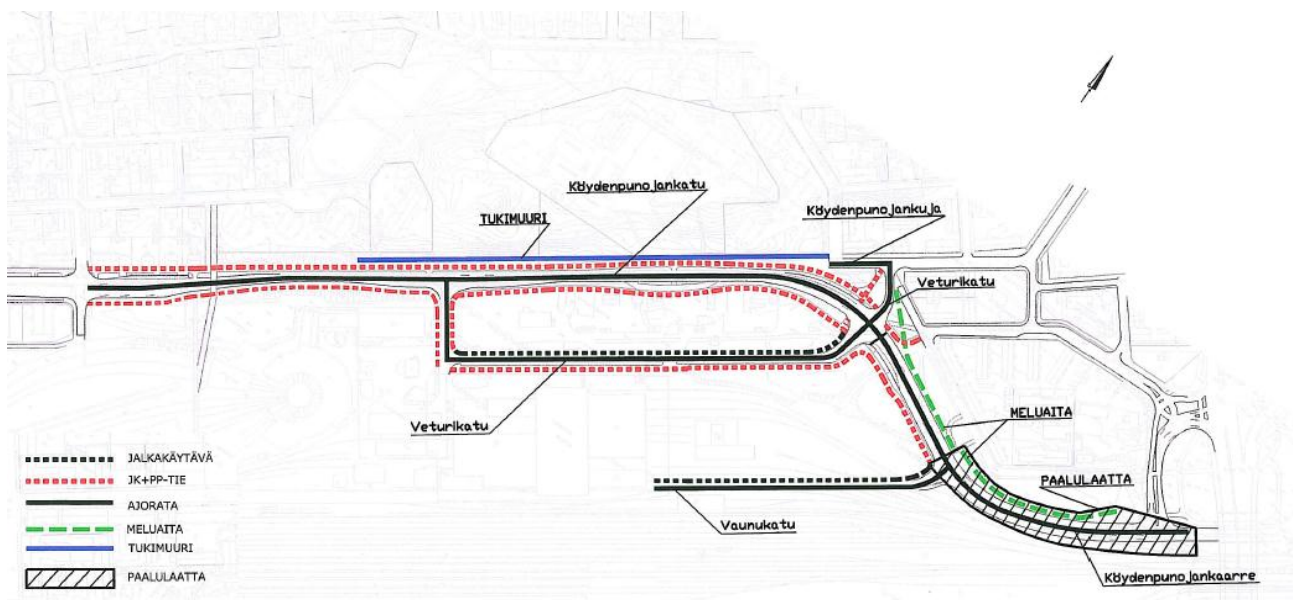 Köydenpunojankatu
Köydenpunojankuja
TUKIMUURI
Veturikatu
Veturikatu
MELUAITA
PAALULAATTA
Vaunukatu
Köydenpunojankaarre
JALKAKÄYTÄVÄ
JK+PP-TIE
AJORATA
MELUAITA
TUKIMUURI
PAALULAATTA